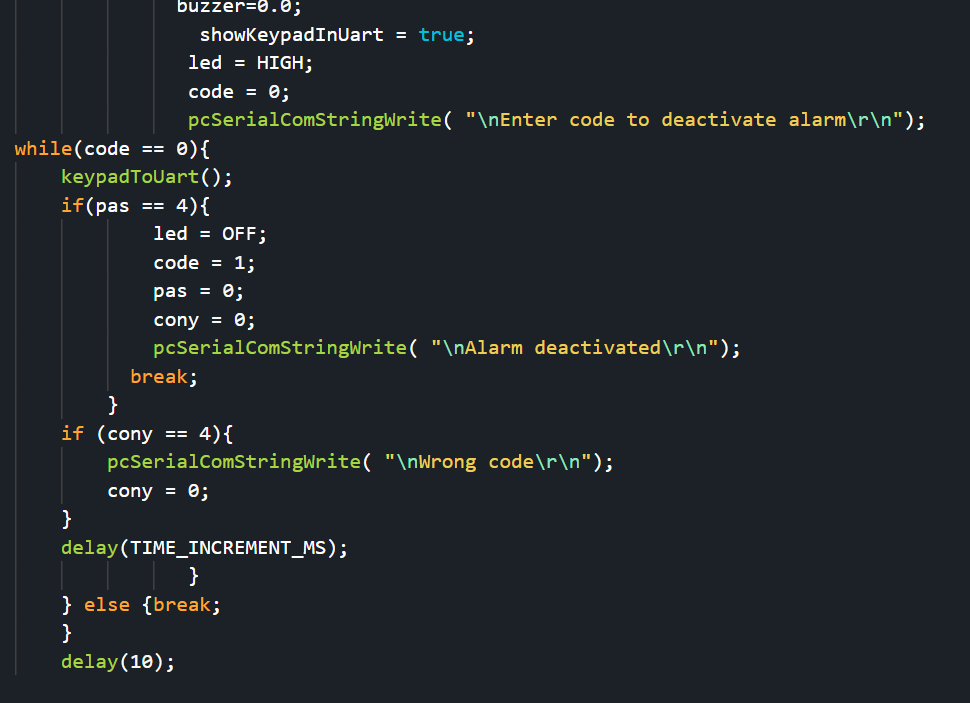 buzzer=0.0;
showKeypadInUart = true;
led = HIGH;
code = 0;
pcSerialComStringWrite( "\nEnter code to deactivate alarm\r\n");
while(code == 0){
keypadToUart();
if(pas == 4){
led = OFF;
code = 1;
pas = 0;
cony = 0;
pcSerialComStringWrite( "\nAlarm deactivated\r\n");
break;
}
if (cony == 4){
pcSerialComStringWrite( "\nWrong code\r\n");
cony = 0;
}
delay(TIME_INCREMENT_MS);
}
} else {break;
}
delay(10);